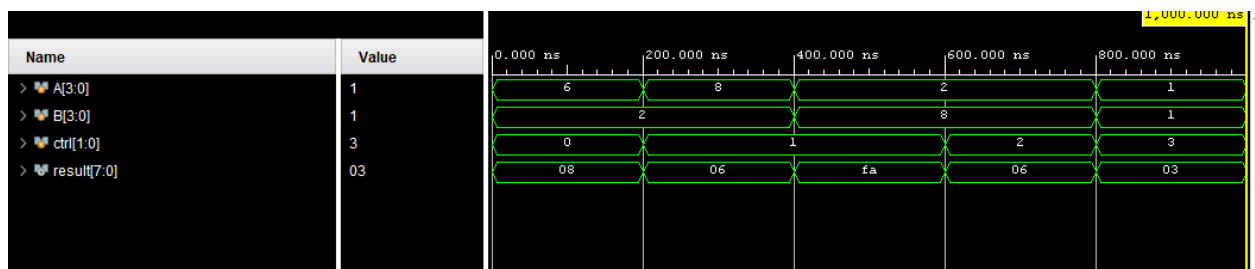 1,000.000 ns
Name Value 0.000 ns 200.000 ns 400.000 ns 600.000 ns 800.000 ns
> A[3:0] 1 6 8 2 1
> B[3:0] 1 2 8 1
> ctrl[1:0] 3 0 1 2 3
> result[7:0] 03 08 06 fa 06 03